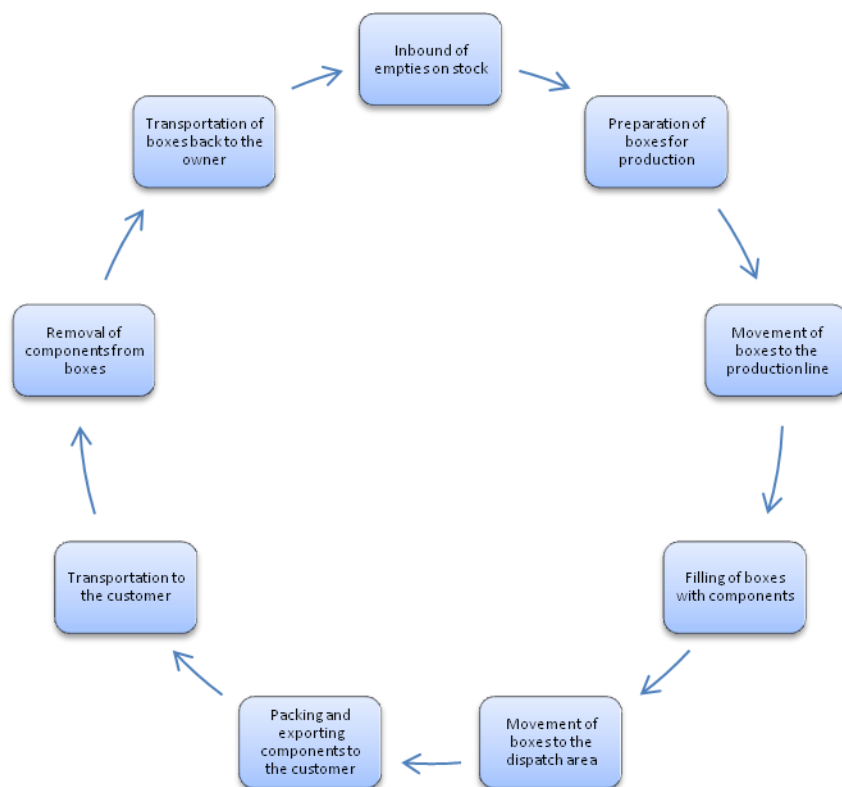 Inbound of
empties on stock
Preparation of
boxes for
production
Movement of
boxes to the
production line
Filling of boxes
with components
Movement of
boxes to the
dispatch area
Packing and
exporting
components to
the customer
Transportation to
the customer
Removal of
components from
boxes
Transportation of
boxes back to the
owner